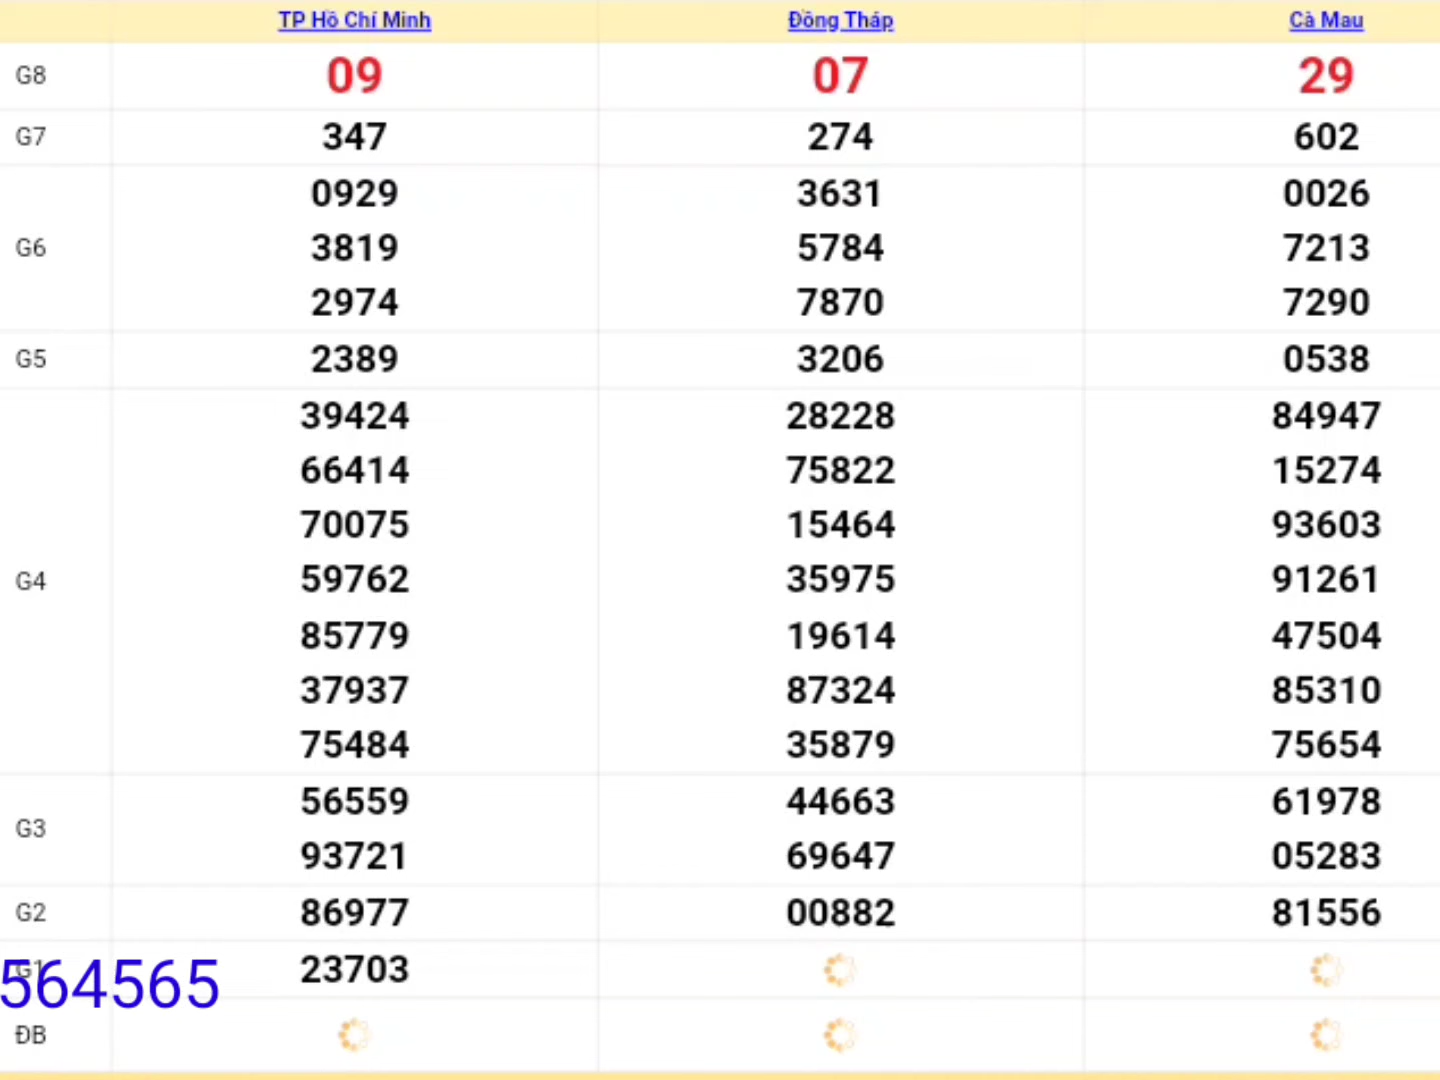 TP Hồ Chí Minh Đồng Tháp Cà Mau
G8 09 07 29
G7 347 274 602
0929 3631 0026
G6 3819 5784 7213
2974 7870 7290
G5 2389 3206 0538
39424 28228 84947
66414 75822 15274
70075 15464 93603
G4 59762 35975 91261
85779 19614 47504
37937 87324 85310
75484 35879 75654
56559 44663 61978
G3
93721 69647 05283
G2 86977 00882 81556
G1 23703
564565
ĐB